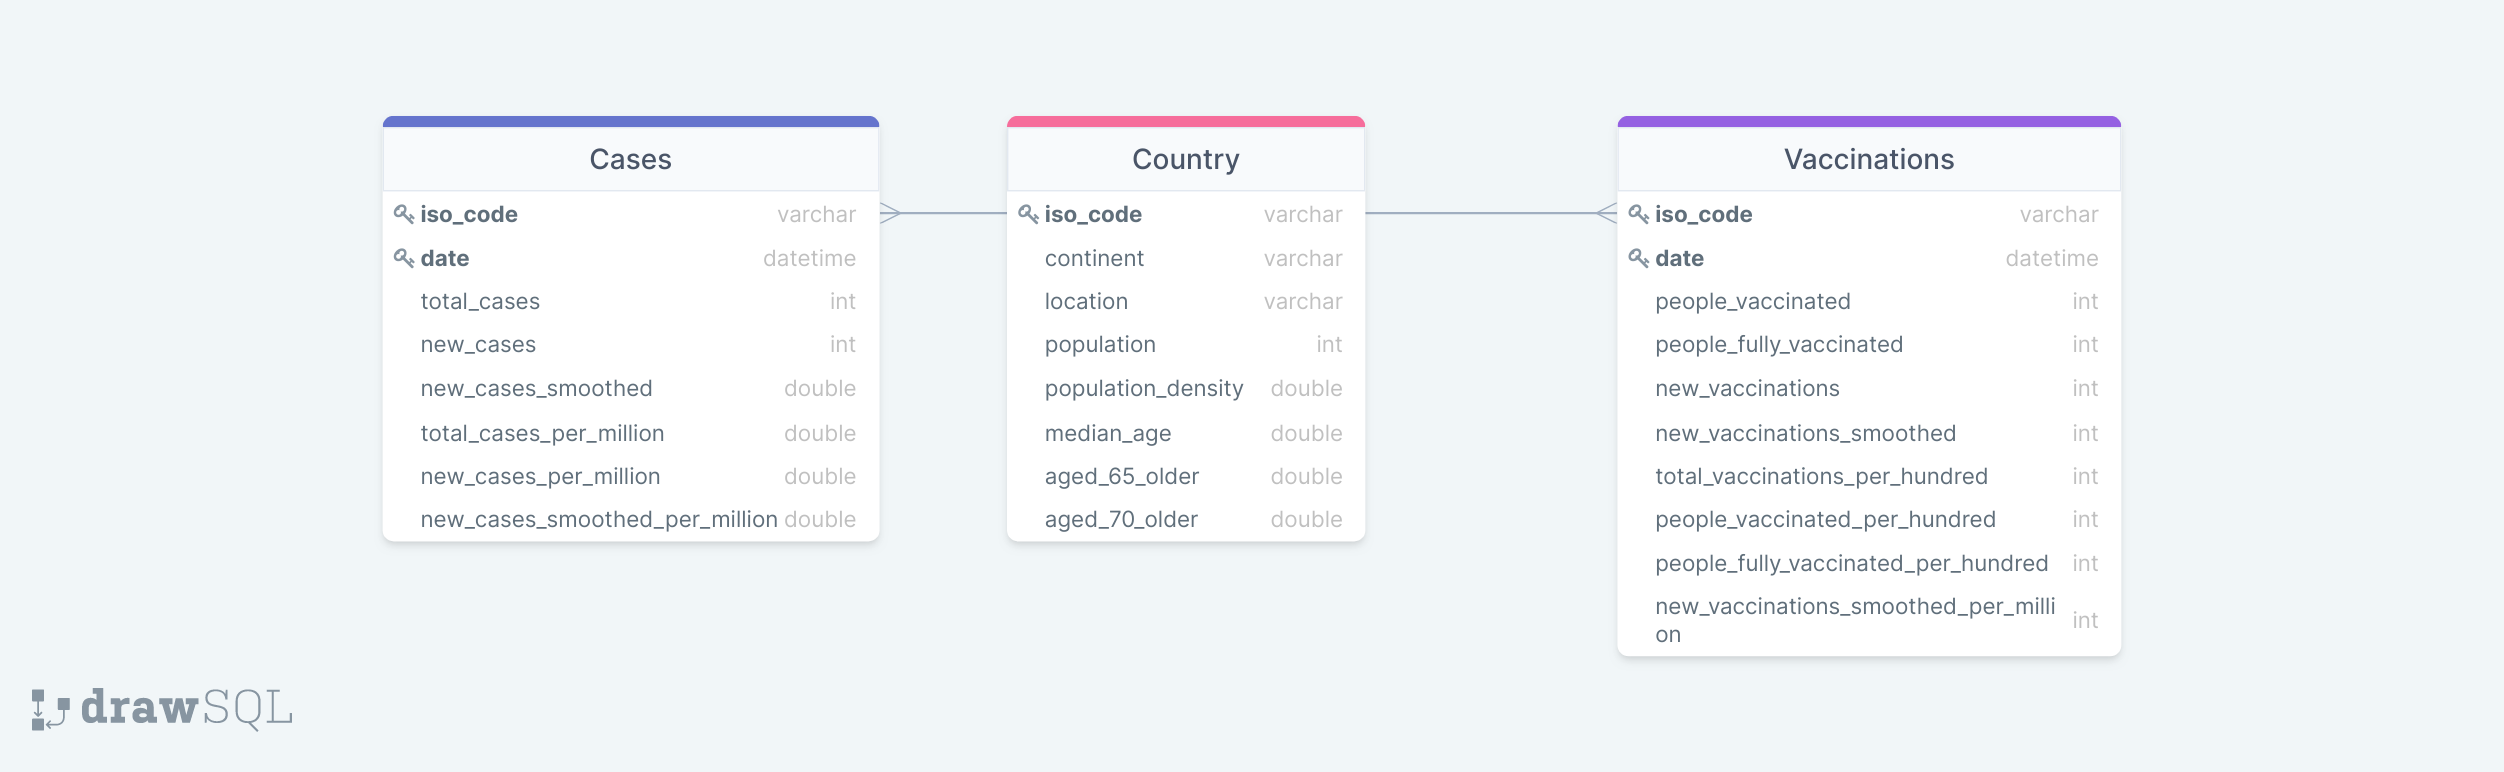 Cases
iso_code varchar
date datetime
total_cases int
new_cases int
new_cases_smoothed double
total_cases_per_million double
new_cases_per_million double
new_cases_smoothed_per_million double
Country
iso_code varchar
continent varchar
location varchar
population int
population_density double
median_age double
aged_65_older double
aged_70_older double
Vaccinations
iso_code varchar
date datetime
people_vaccinated int
people_fully_vaccinated int
new_vaccinations int
new_vaccinations_smoothed int
total_vaccinations_per_hundred int
people_vaccinated_per_hundred int
people_fully_vaccinated_per_hundred int
new_vaccinations_smoothed_per_milli int
on
drawSQL